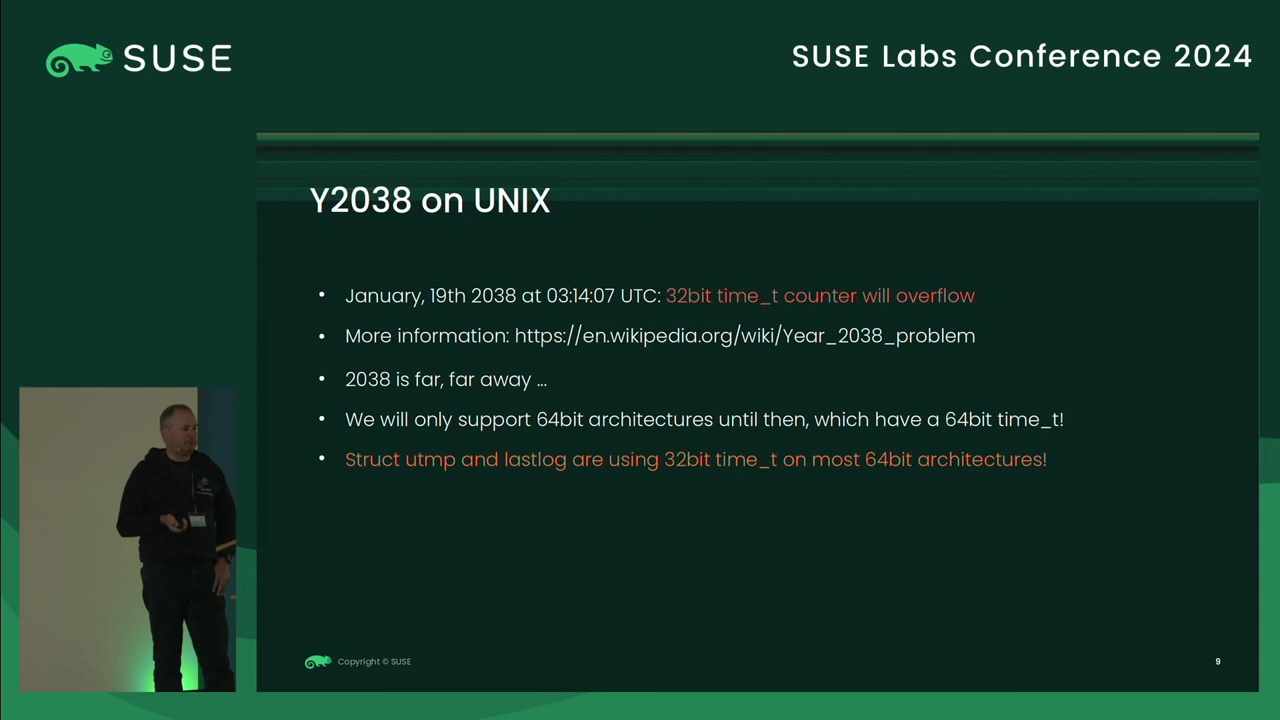 SUSE
SUSE Labs Conference 2024
Y2038 on UNIX
• January, 19th 2038 at 03:14:07 UTC: 32bit time_t counter will overflow
• More information: https://en.wikipedia.org/wiki/Year_2038_problem
• 2038 is far, far away ...
• We will only support 64bit architectures until then, which have a 64bit time_t!
• Struct utmp and lastlog are using 32bit time_t on most 64bit architectures!
Copyright © SUSE
9